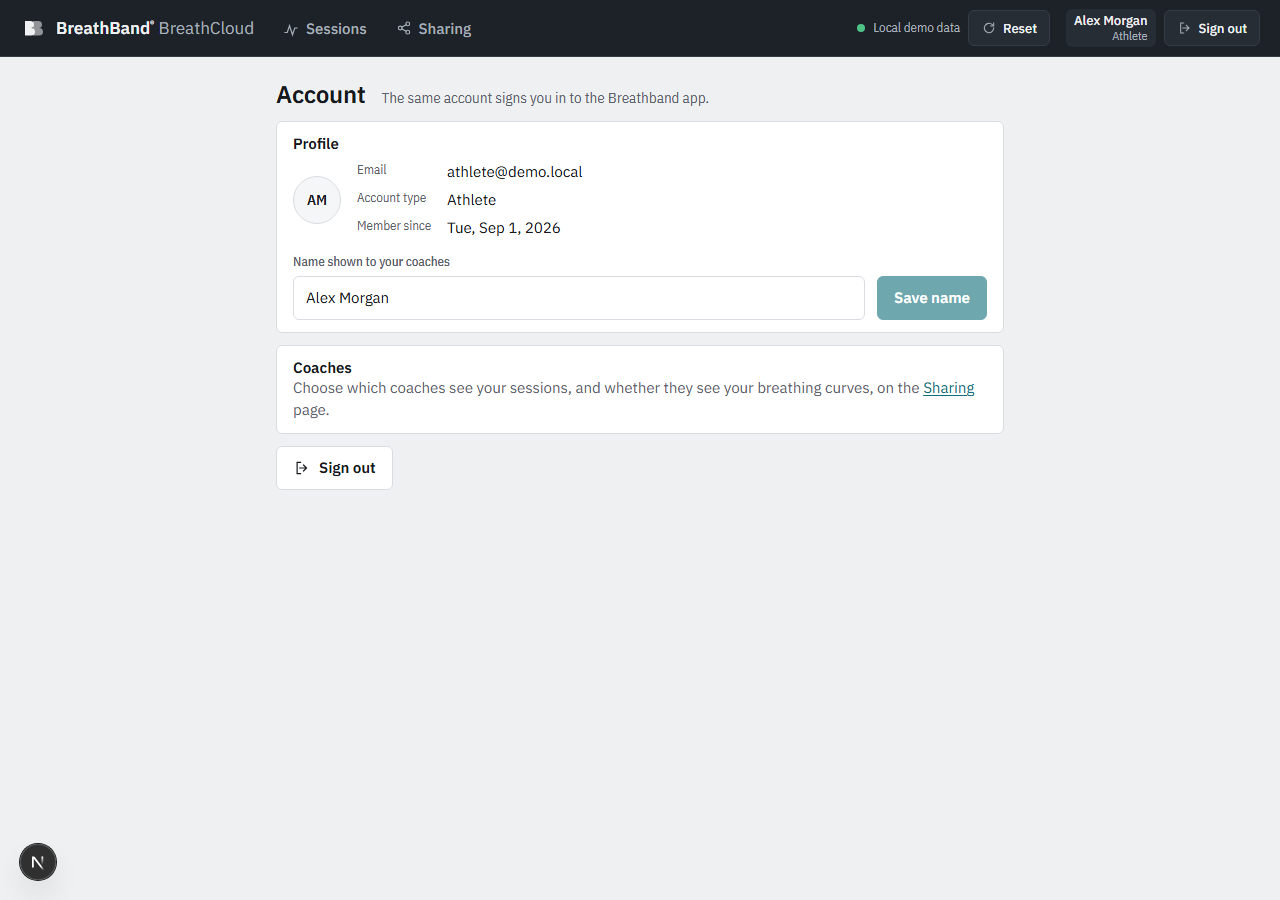 BreathBand® BreathCloud Sessions Sharing Local demo data Reset Alex Morgan Athlete Sign out
Account The same account signs you in to the Breathband app.
Profile
AM
Email athlete@demo.local
Account type Athlete
Member since Tue, Sep 1, 2026
Name shown to your coaches
Alex Morgan Save name
Coaches
Choose which coaches see your sessions, and whether they see your breathing curves, on the Sharing
page.
Sign out
N